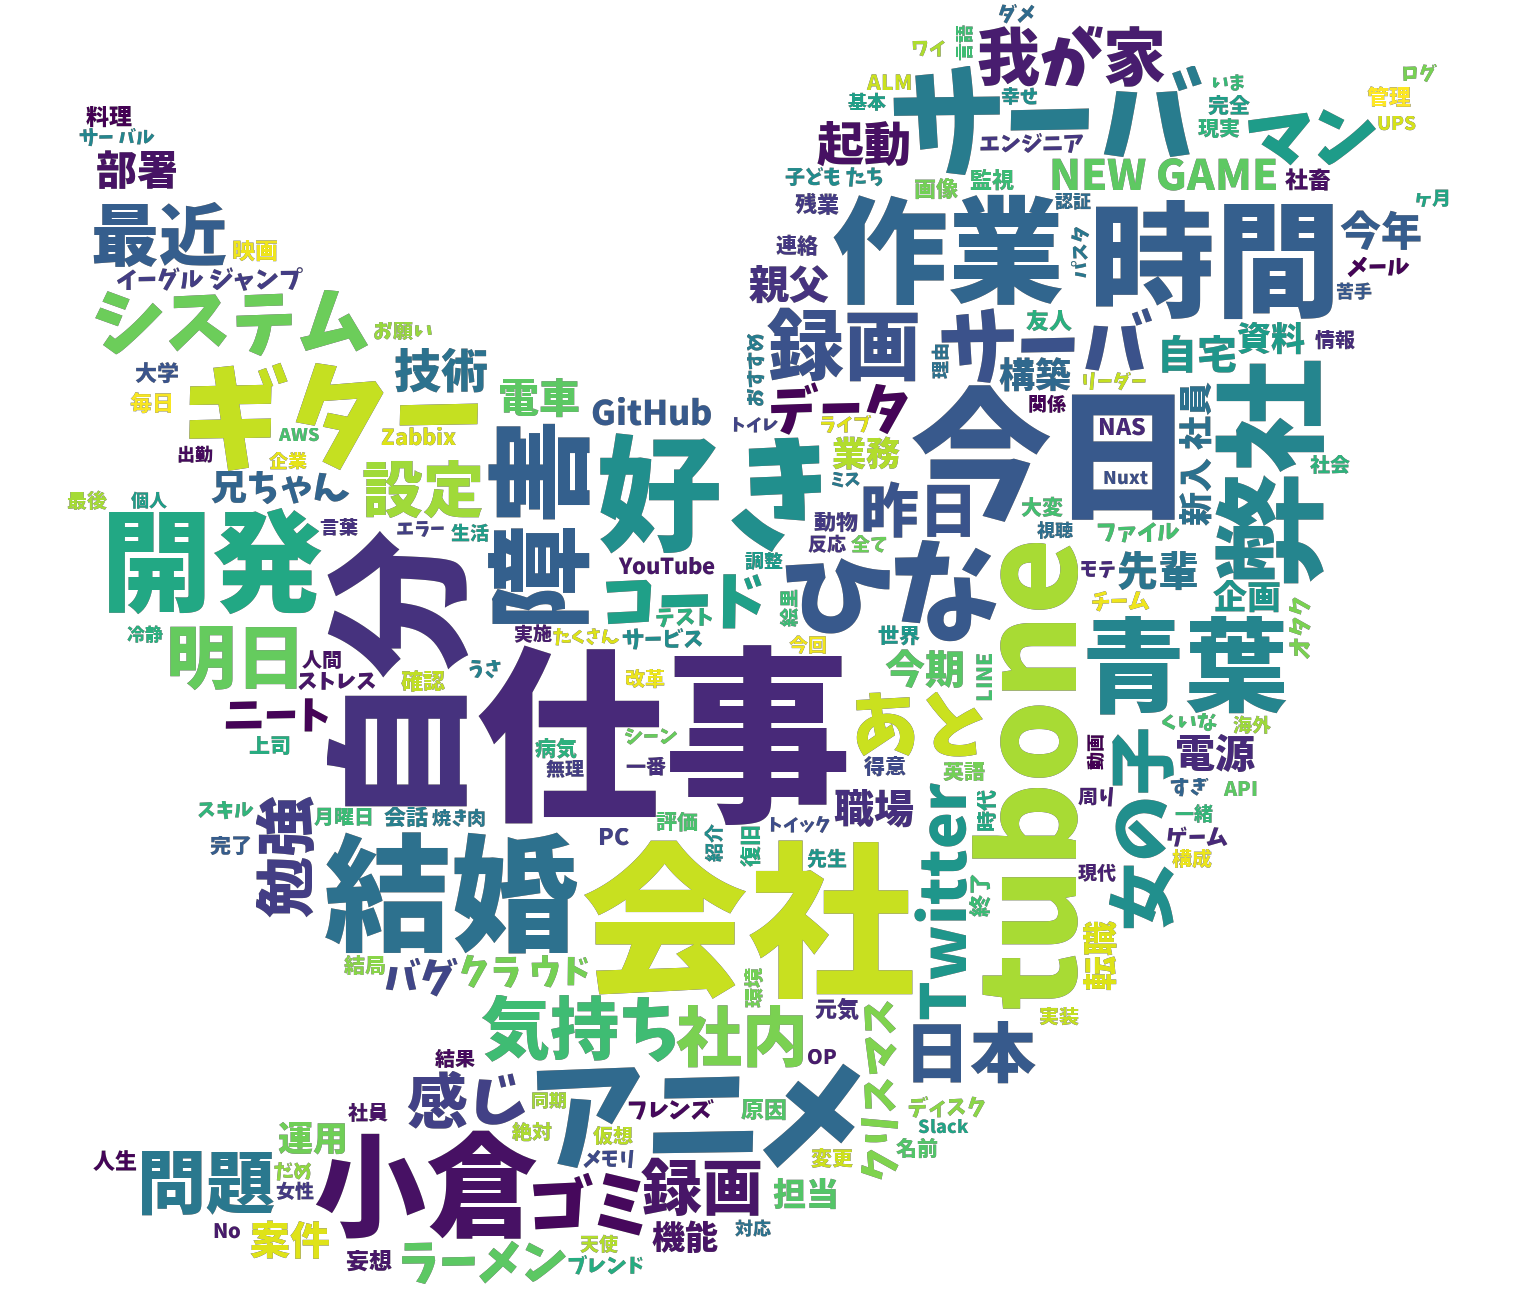 ダメ
ワイ
言語
我が家
ALM
サーバ
いま
ログ
基本
幸せ
完全
管理
料理
サーバル
起動
エンジニア
現実
マン
UPS
部署
子どもたち
画像
監視
NEW GAME
社畜
最近
残業
作業
認証
時間
ケ月
映画
連絡
パスタ
今年
イーグル ジャンプ
親父
メール
苦手
システム
お願い
録画
サーバ
友人
自宅
資料
情報
大学
技術
おすすめ
理由
構築
リーダー
弊社
毎日
ギター
電車
GitHub
トイレ
データ
ライブ
関係
今日
NAS
社員
AWS
Zabbix
業務
出勤
企業
設定
障害
好き
ミス
Nuxt
新人
社会
兄ちゃん
最後
個人
昨日
大変
開発
言葉
エラー
生活
動物
視聴
ファイル
反応
全て
自分
YouTube
調整
ひな
tubone
モテ
先輩
企画
コード
テスト
絵里
チーム
オタク
冷静
明日
実施
たくさん
サービス
今回
世界
青葉
人間
ストレス
確認
うさ
仕事
改革
今期
LINE
ニート
あと
くいな
海外
上司
病気
シーン
無理
一番
得意
英語
動画
女の子
電源
すぎ
API
スキル
月曜日
会話
焼き肉
評価
トイック
職場
Twitter
時代
周り
一緒
勉強
完了
PC
紹介
復旧
先生
ゲーム
構成
結婚
会社
終了
現代
結局
バグ
クラウド
環境
転職
気持ち
社内
元気
クリスマス
日本
実装
結果
OP
感じ
アニメ
同期
フレンズ
原因
ディスク
社員
Slack
運用
絶対
仮想
名前
人生
問題
だめ
小倉
メモリ
変更
女性
ゴミ
録画
担当
No
案件
機能
対応
妄想
ラーメン
天使
ブレンド